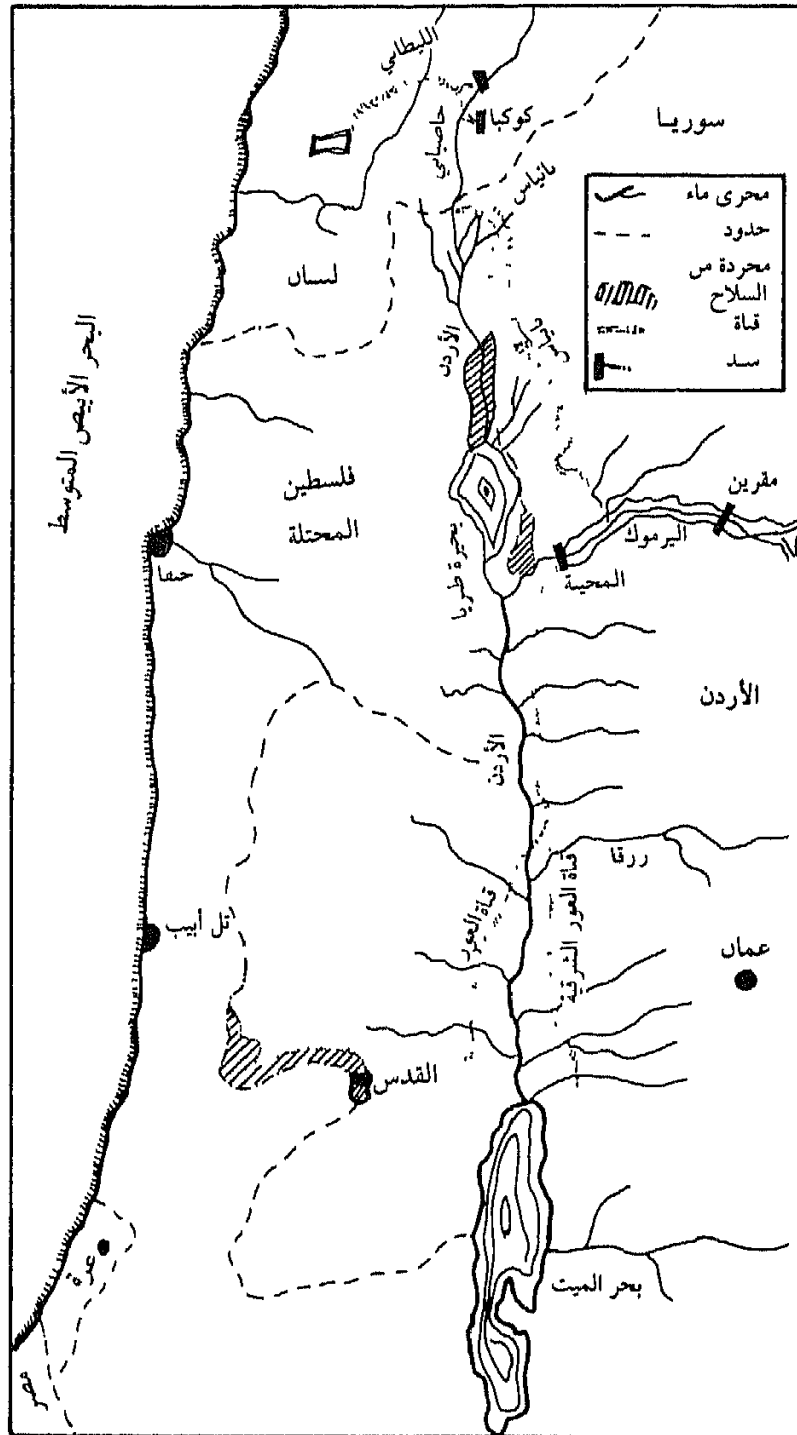 الليطاني
سوريا
كوكبا
حاصباني
بانياس
مجرى ماء
حدود
مجردة من
السلاح
قناة
سد
لبنان
البحر الأبيض المتوسط
الأردن
فلسطين
المحتلة
مقرين
اليرموك
المخيبة
بحيرة طبريا
حيفا
الأردن
الأردن
زرقا
قناة الغور الشرقية
قناة الغور
تل أبيب
عمان
القدس
غزة
بحر الميت
مصر